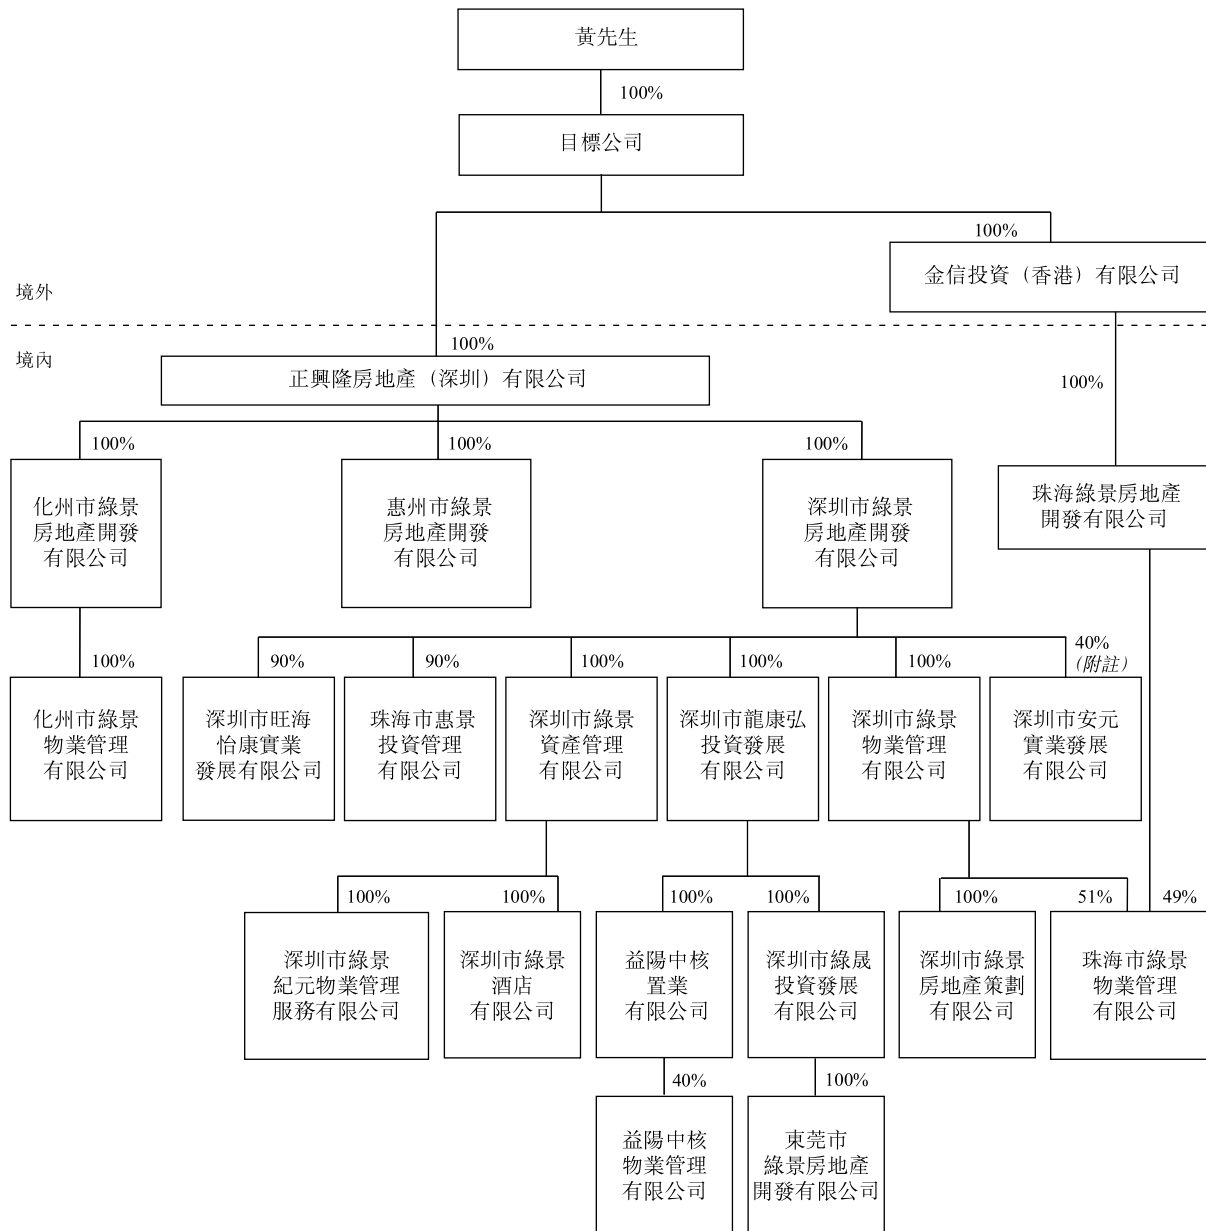 黃先生
100%
目標公司
100%
金信投資（香港）有限公司
境外
境內
100%
正興隆房地產（深圳）有限公司
100%
100%
100%
100%
化州市綠景
房地產開發
有限公司
惠州市綠景
房地產開發
有限公司
深圳市綠景
房地產開發
有限公司
珠海綠景房地產
開發有限公司
100%
90%
90%
100%
100%
100%
40%
（附註）
化州市綠景
物業管理
有限公司
深圳市旺海
怡康實業
發展有限公司
珠海市惠景
投資管理
有限公司
深圳市綠景
資產管理
有限公司
深圳市龍康弘
投資發展
有限公司
深圳市綠景
物業管理
有限公司
深圳市安元
實業發展
有限公司
100%
100%
100%
100%
100%
51%
49%
深圳市綠景
紀元物業管理
服務有限公司
深圳市綠景
酒店
有限公司
益陽中核
置業
有限公司
深圳市綠晟
投資發展
有限公司
深圳市綠景
房地產策劃
有限公司
珠海市綠景
物業管理
有限公司
40%
100%
益陽中核
物業管理
有限公司
東莞市
綠景房地產
開發有限公司